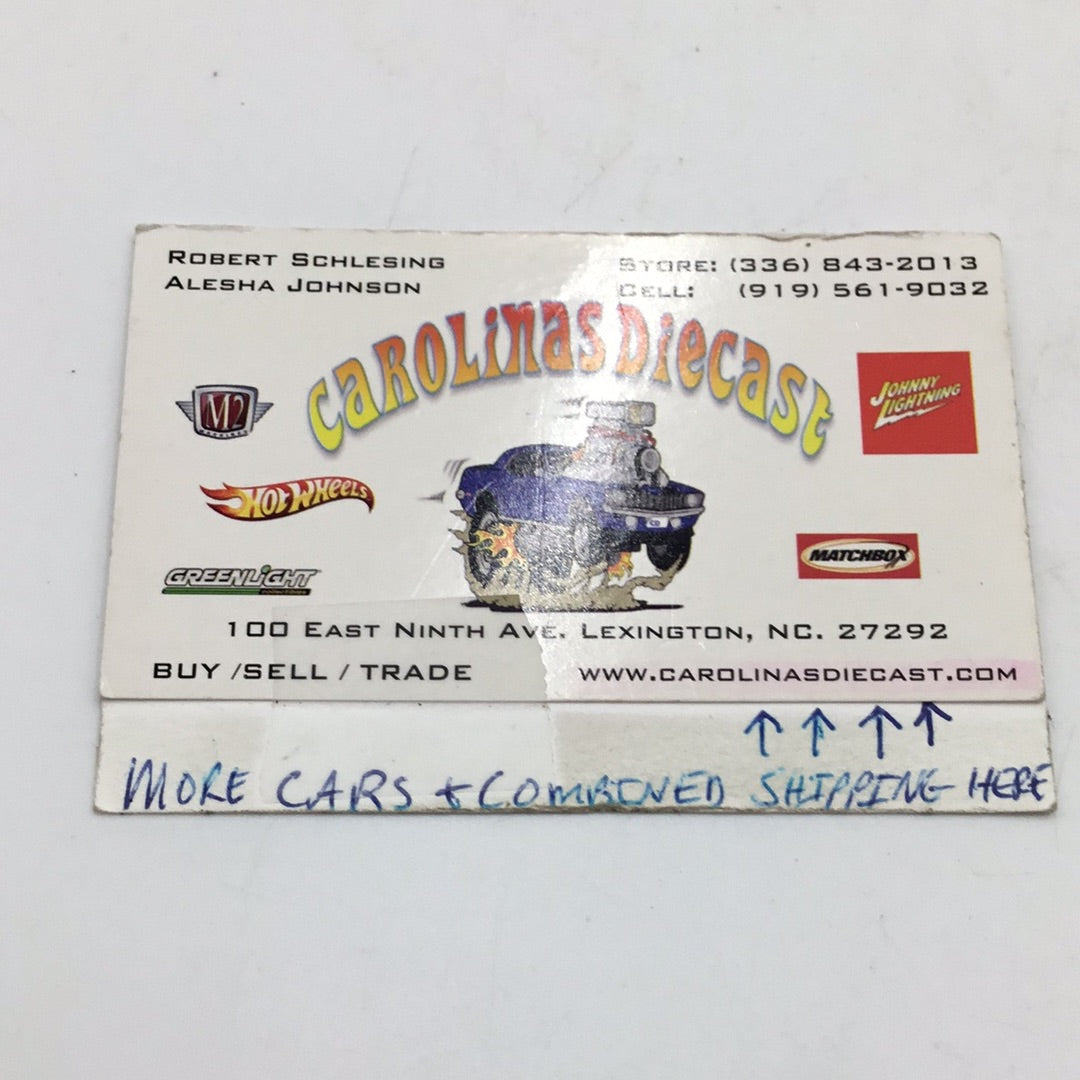 ROBERT SCHLESING
ALESHA JOHNSON
STORE: (336) 843-2013
CELL: (919) 561-9032
CAROLINAS DIECAST
M2
MACHINES
JOHNNY
LIGHTNING
HOT WHEELS
MATCHBOX
GREENLIGHT
collectibles
100 EAST NINTH AVE. LEXINGTON, NC. 27292
BUY /SELL / TRADE
WWW.CAROLINASDIECAST.COM
↑ ↑ ↑ ↑
MORE CARS + COMBINED SHIPPING HERE